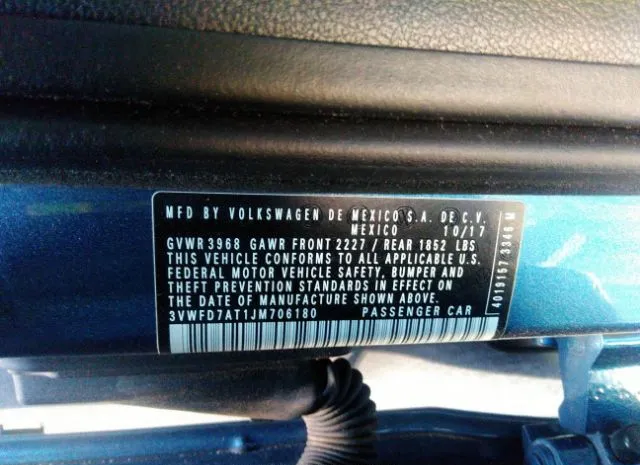 MFD BY VOLKSWAGEN DE MEXICO S.A. DE C.V.
MEXICO 10/17
GVWR 3968 GAWR FRONT 2227 / REAR 1852 LBS
THIS VEHICLE CONFORMS TO ALL APPLICABLE U.S.
FEDERAL MOTOR VEHICLE SAFETY, BUMPER AND
THEFT PREVENTION STANDARDS IN EFFECT ON
THE DATE OF MANUFACTURE SHOWN ABOVE.
3VWFD7AT1JM706180 PASSENGER CAR
4019157 3346 M